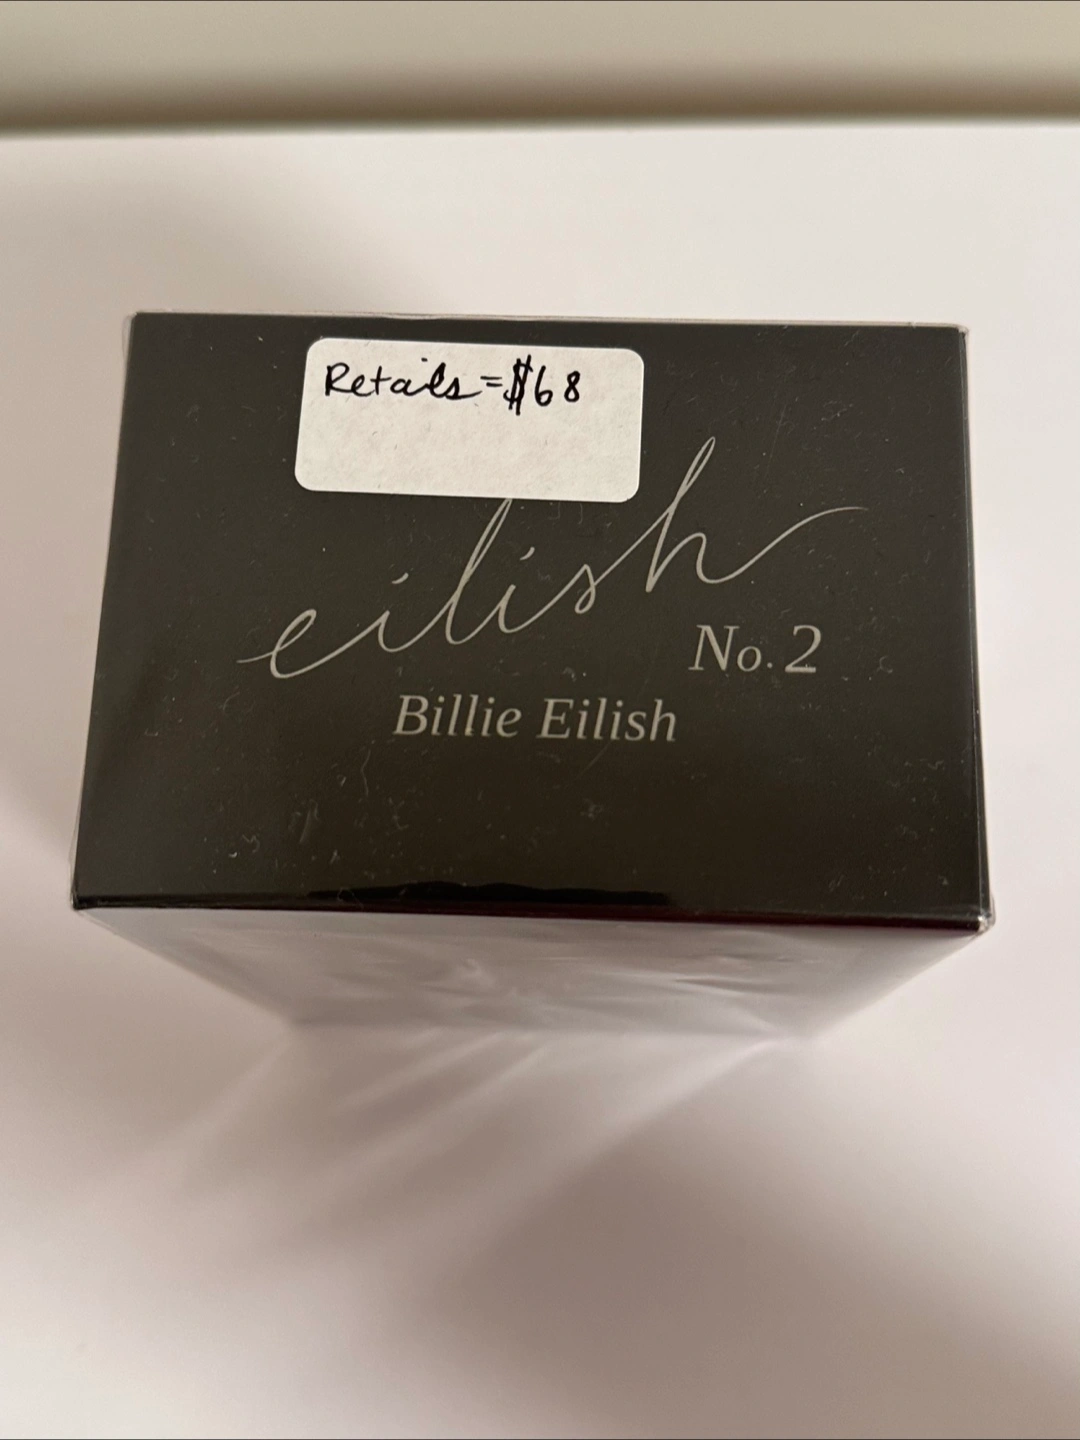 Retails = $68
eilish
No. 2
Billie Eilish